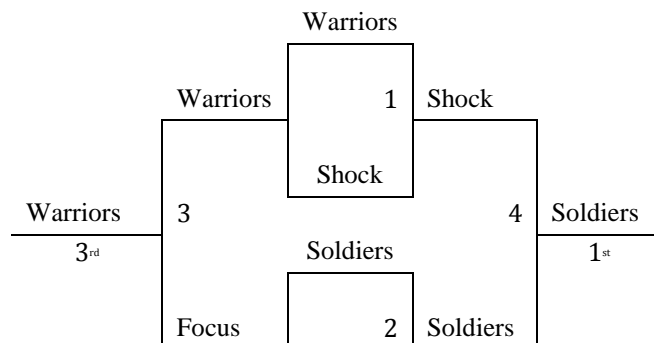 Warriors
Warriors 1 Shock
Shock
Warriors 3 4 Soldiers
3rd Soldiers 1st
Focus 2 Soldiers